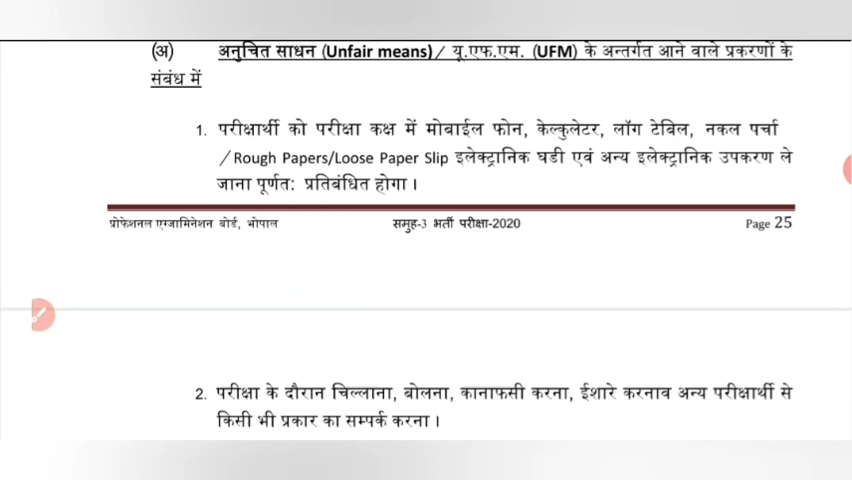 (अ) अनुचित साधन (Unfair means)/ यू.एफ.एम. (UFM) के अन्तर्गत आने वाले प्रकरणों के
संबंध में
1. परीक्षार्थी को परीक्षा कक्ष में मोबाईल फोन, केल्कुलेटर, लॉग टेबिल, नकल पर्चा
/Rough Papers/Loose Paper Slip इलेक्ट्रानिक घडी एवं अन्य इलेक्ट्रानिक उपकरण ले
जाना पूर्णत: प्रतिबंधित होगा ।
प्रोफेशनल एग्जामिनेशन बोर्ड, भोपाल समुह-3 भर्ती परीक्षा-2020 Page 25
2. परीक्षा के दौरान चिल्लाना, बोलना, कानाफसी करना, ईशारे करनाव अन्य परीक्षार्थी से
किसी भी प्रकार का सम्पर्क करना ।